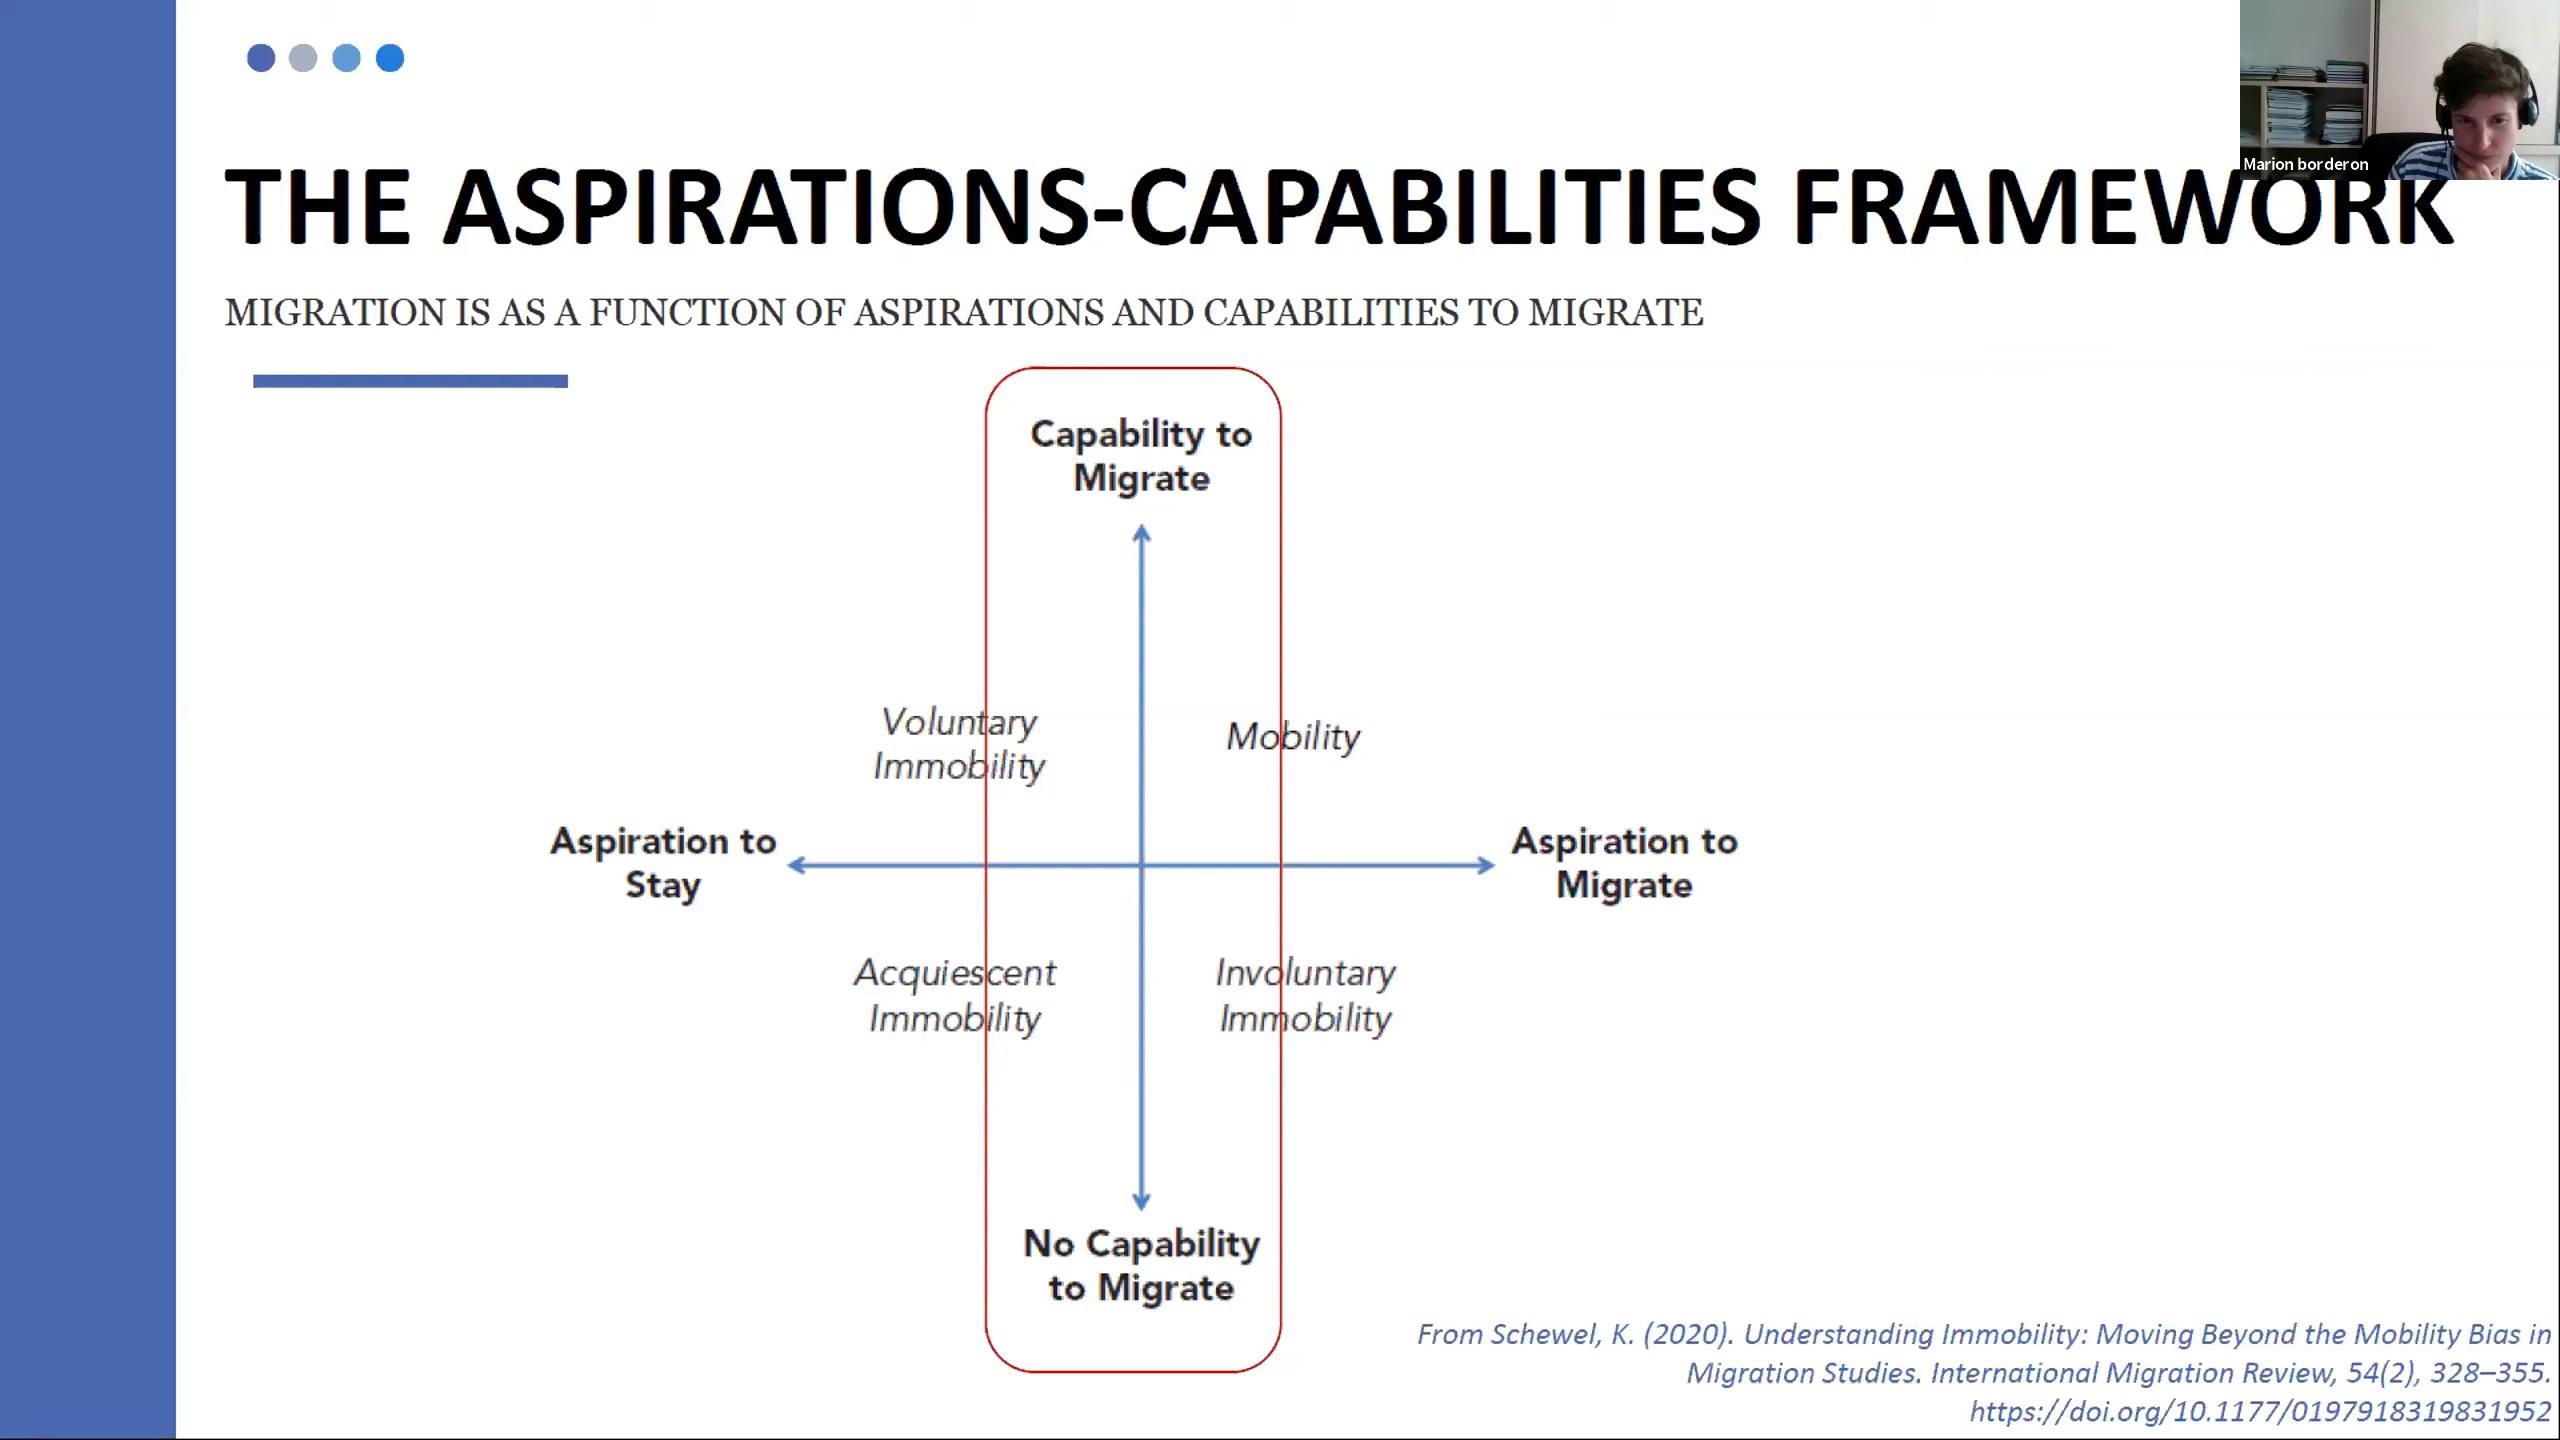 Marion borderon
THE ASPIRATIONS-CAPABILITIES FRAMEWORK
MIGRATION IS AS A FUNCTION OF ASPIRATIONS AND CAPABILITIES TO MIGRATE
Capability to
Migrate
Voluntary
Immobility
Mobility
Aspiration to
Stay
Aspiration to
Migrate
Acquiescent
Immobility
Involuntary
Immobility
No Capability
to Migrate
From Schewel, K. (2020). Understanding Immobility: Moving Beyond the Mobility Bias in
Migration Studies. International Migration Review, 54(2), 328–355.
https://doi.org/10.1177/0197918319831952